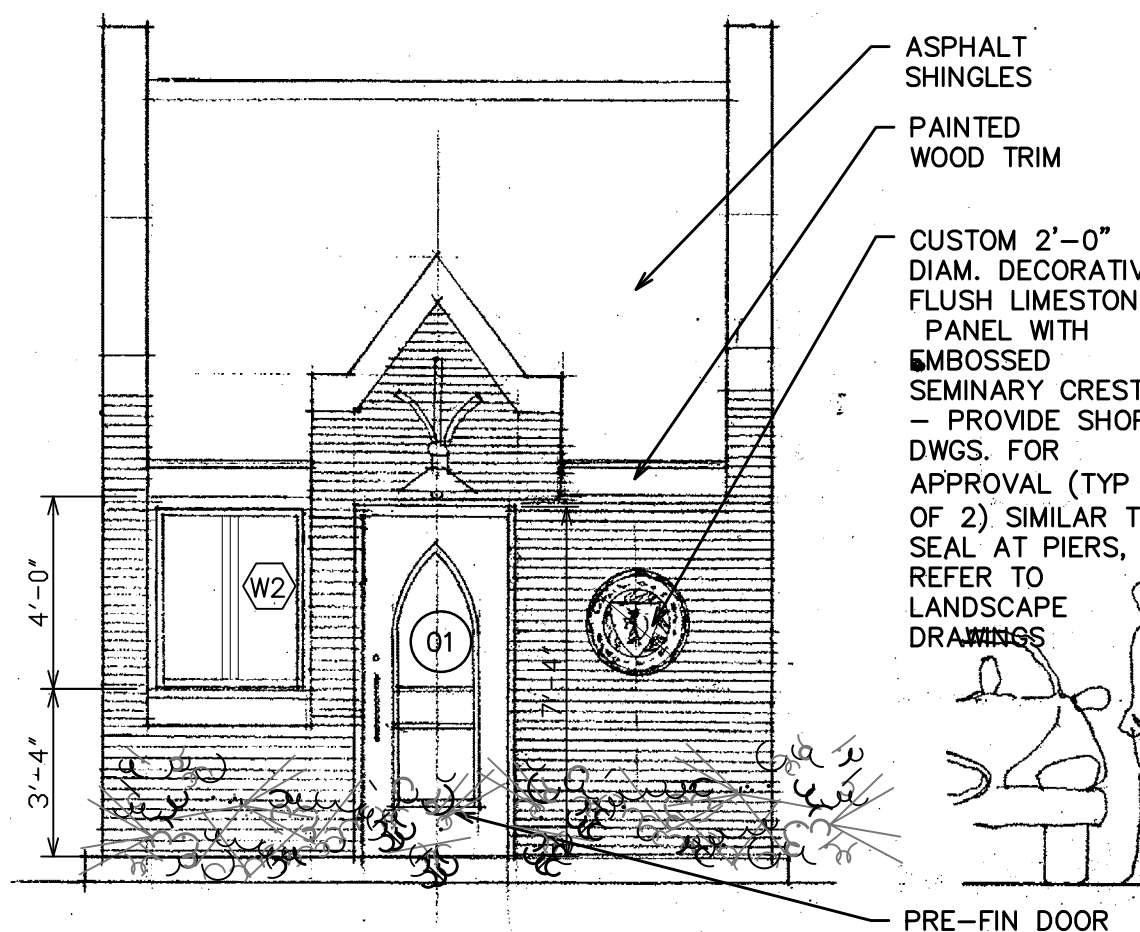 ASPHALT
SHINGLES
PAINTED
WOOD TRIM
CUSTOM 2'-0"
DIAM. DECORATIV
FLUSH LIMESTON
PANEL WITH
EMBOSSED
SEMINARY CREST
- PROVIDE SHOP
DWGS. FOR
APPROVAL (TYP
OF 2) SIMILAR T
SEAL AT PIERS,
REFER TO
LANDSCAPE
DRAWINGS
W2
4'-0"
01
7'-4"
3'-4"
PRE-FIN DOOR